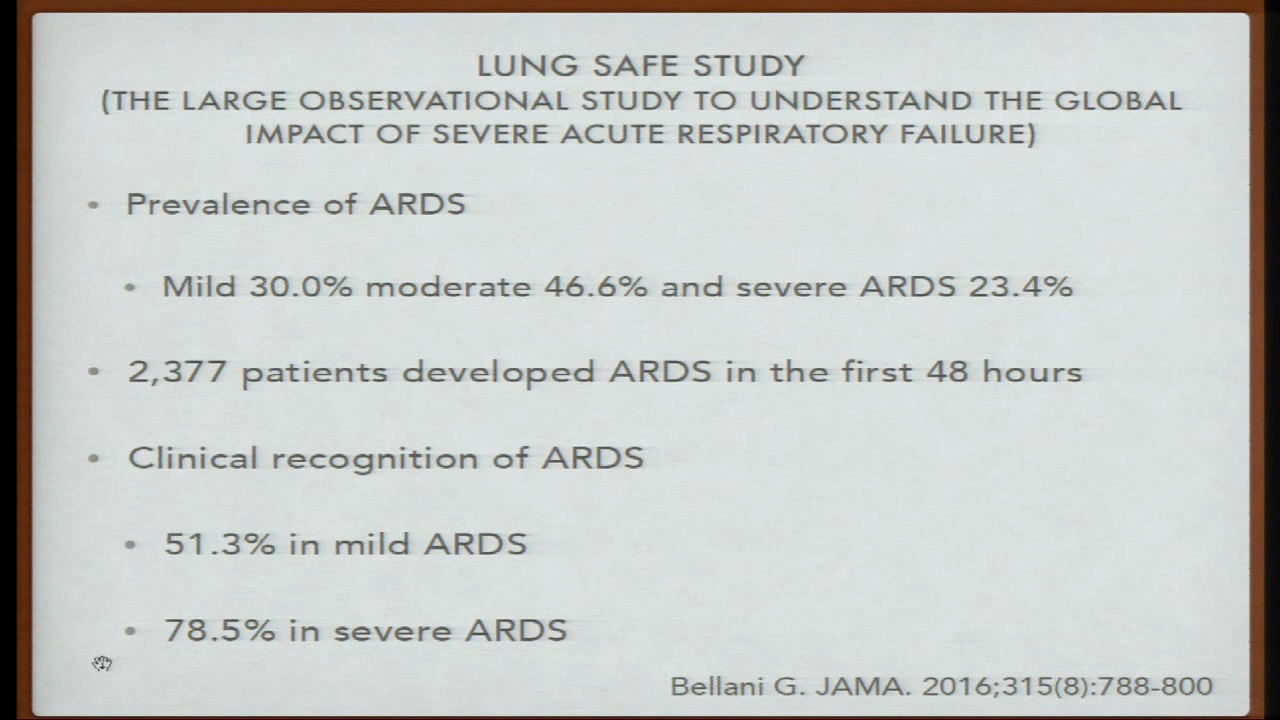 LUNG SAFE STUDY
(THE LARGE OBSERVATIONAL STUDY TO UNDERSTAND THE GLOBAL
IMPACT OF SEVERE ACUTE RESPIRATORY FAILURE)
• Prevalence of ARDS
• Mild 30.0% moderate 46.6% and severe ARDS 23.4%
• 2,377 patients developed ARDS in the first 48 hours
• Clinical recognition of ARDS
• 51.3% in mild ARDS
• 78.5% in severe ARDS
Bellani G. JAMA. 2016;315(8):788-800